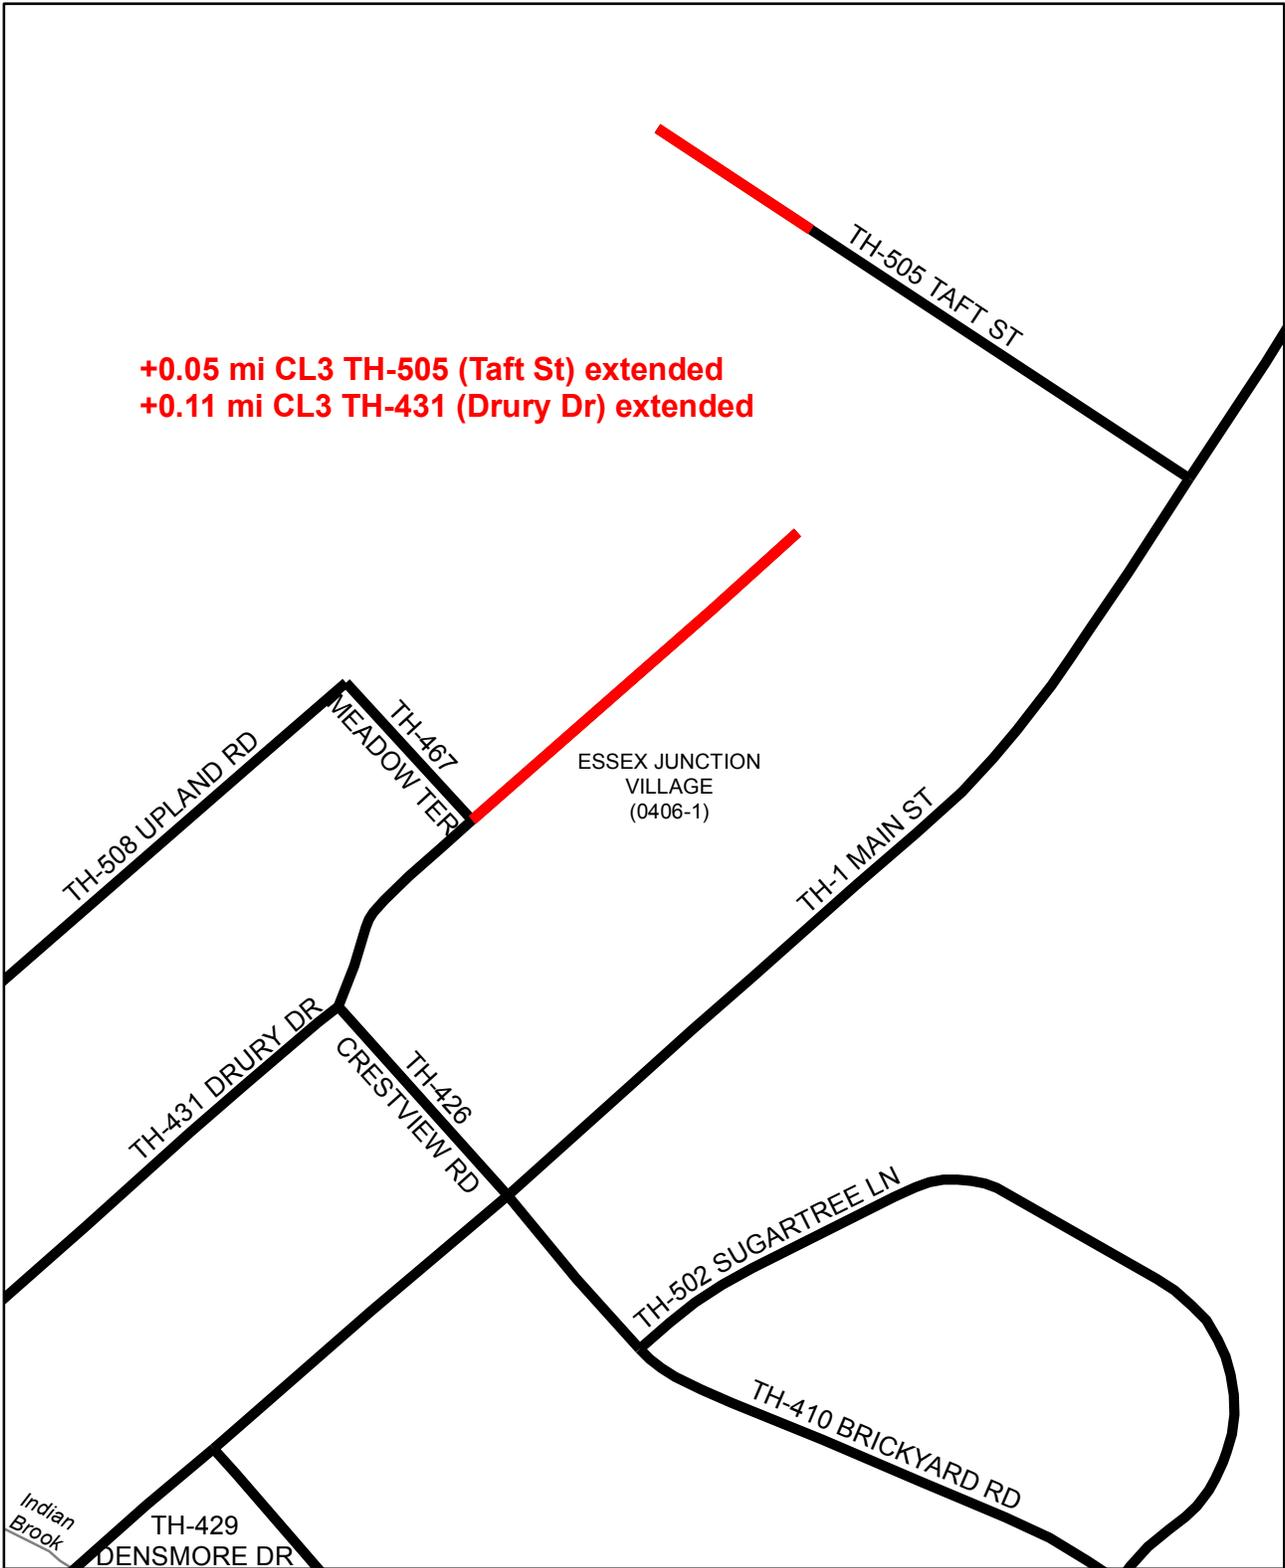 TH-505 TAFT ST
+0.05 mi CL3 TH-505 (Taft St) extended
+0.11 mi CL3 TH-431 (Drury Dr) extended
TH-467
MEADOW TER
TH-508 UPLAND RD
ESSEX JUNCTION
VILLAGE
(0406-1)
TH-1 MAIN ST
TH-431 DRURY DR
TH-426
CRESTVIEW RD
TH-502 SUGARTREE LN
TH-410 BRICKYARD RD
Indian
Brook
TH-429
DENSMORE DR